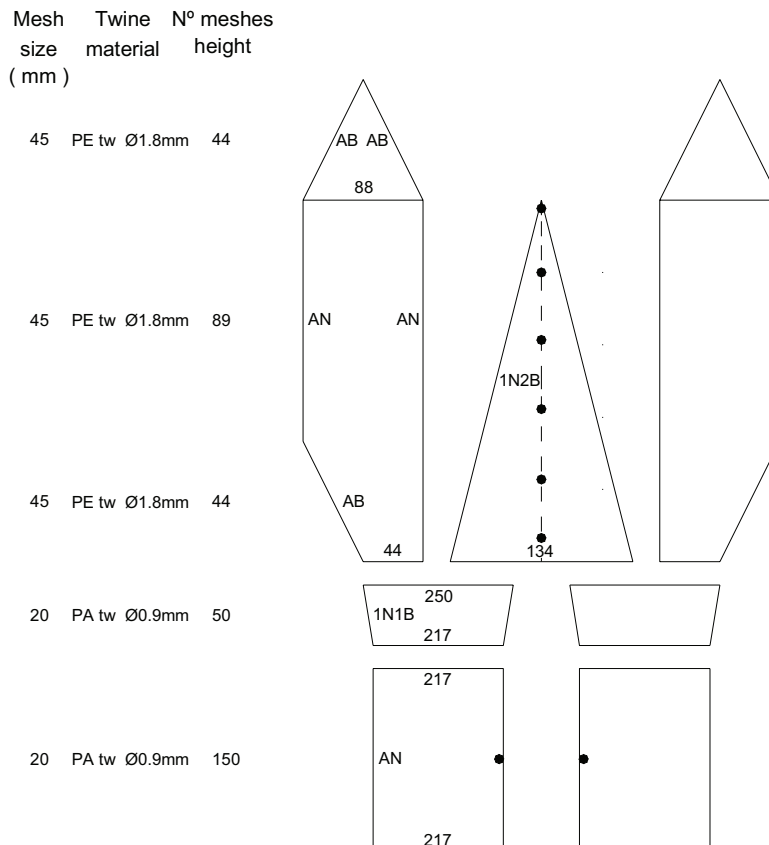 Mesh size ( mm )
Twine material
Nº meshes height
45 PE tw Ø1.8mm 44
AB AB
88
45 PE tw Ø1.8mm 89
AN AN
1N2B
45 PE tw Ø1.8mm 44
AB
44
134
20 PA tw Ø0.9mm 50
250
1N1B
217
217
20 PA tw Ø0.9mm 150
AN
217